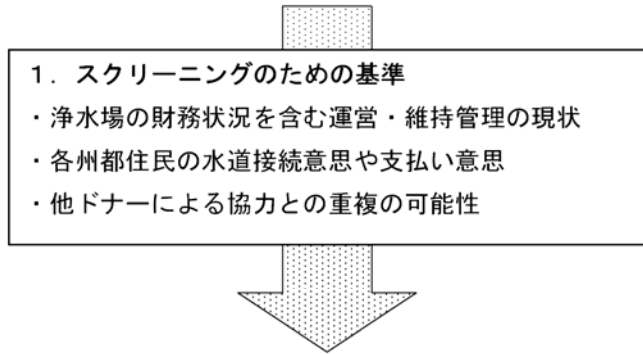 １．スクリーニングのための基準
・浄水場の財務状況を含む運営・維持管理の現状
・各州都住民の水道接続意思や支払い意思
・他ドナーによる協力との重複の可能性